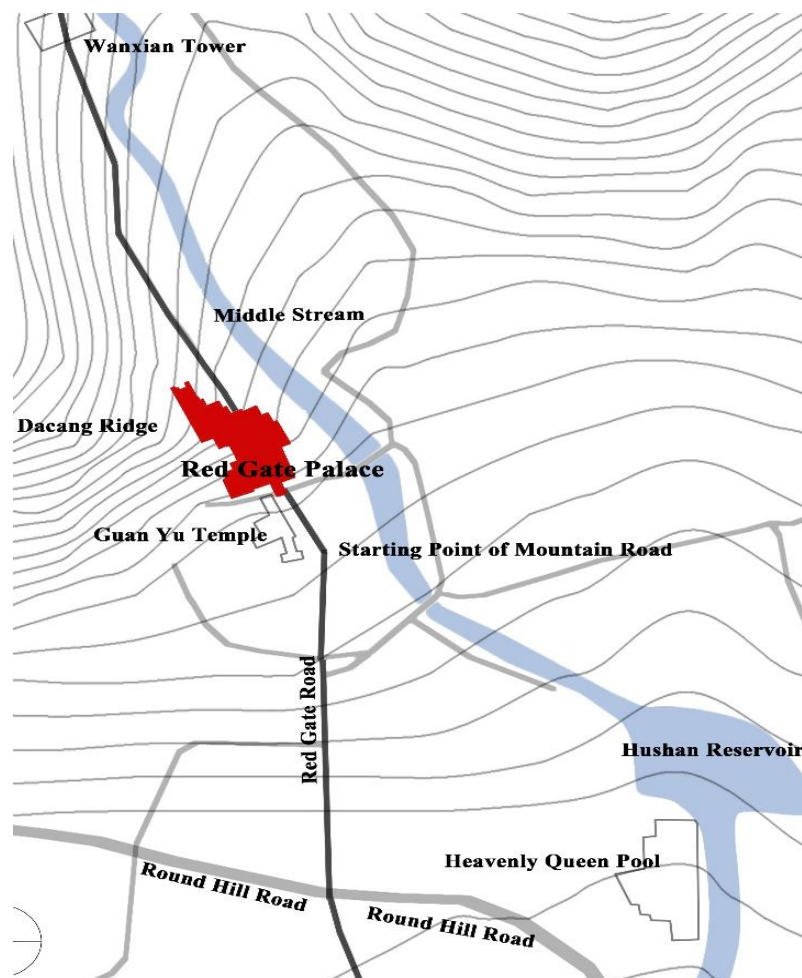 Wanxian Tower
Middle Stream
Dacang Ridge
Red Gate Palace
Guan Yu Temple
Starting Point of Mountain Road
Red Gate Road
Hushan Reservoir
Heavenly Queen Pool
Round Hill Road
Round Hill Road